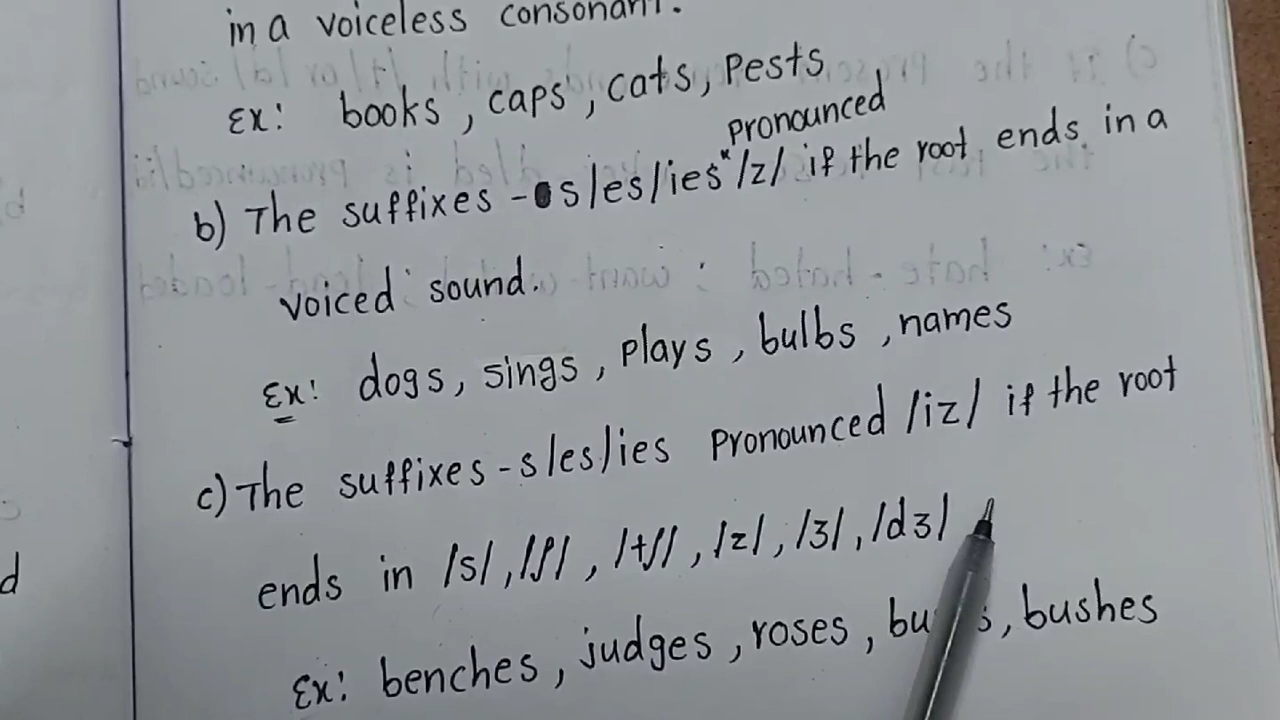 in a voiceless consonant.
Ex: books, caps, cats, Pests
pronounced
b) The suffixes -s/es/ies /z/ if the root ends in a
voiced sound.
Ex: dogs, sings, plays, bulbs, names
c) The suffixes -s/es/ies pronounced /iz/ if the root
ends in /s/, /ʃ/, /tʃ/, /z/, /ʒ/, /dʒ/
Ex: benches, judges, roses, bushes
d